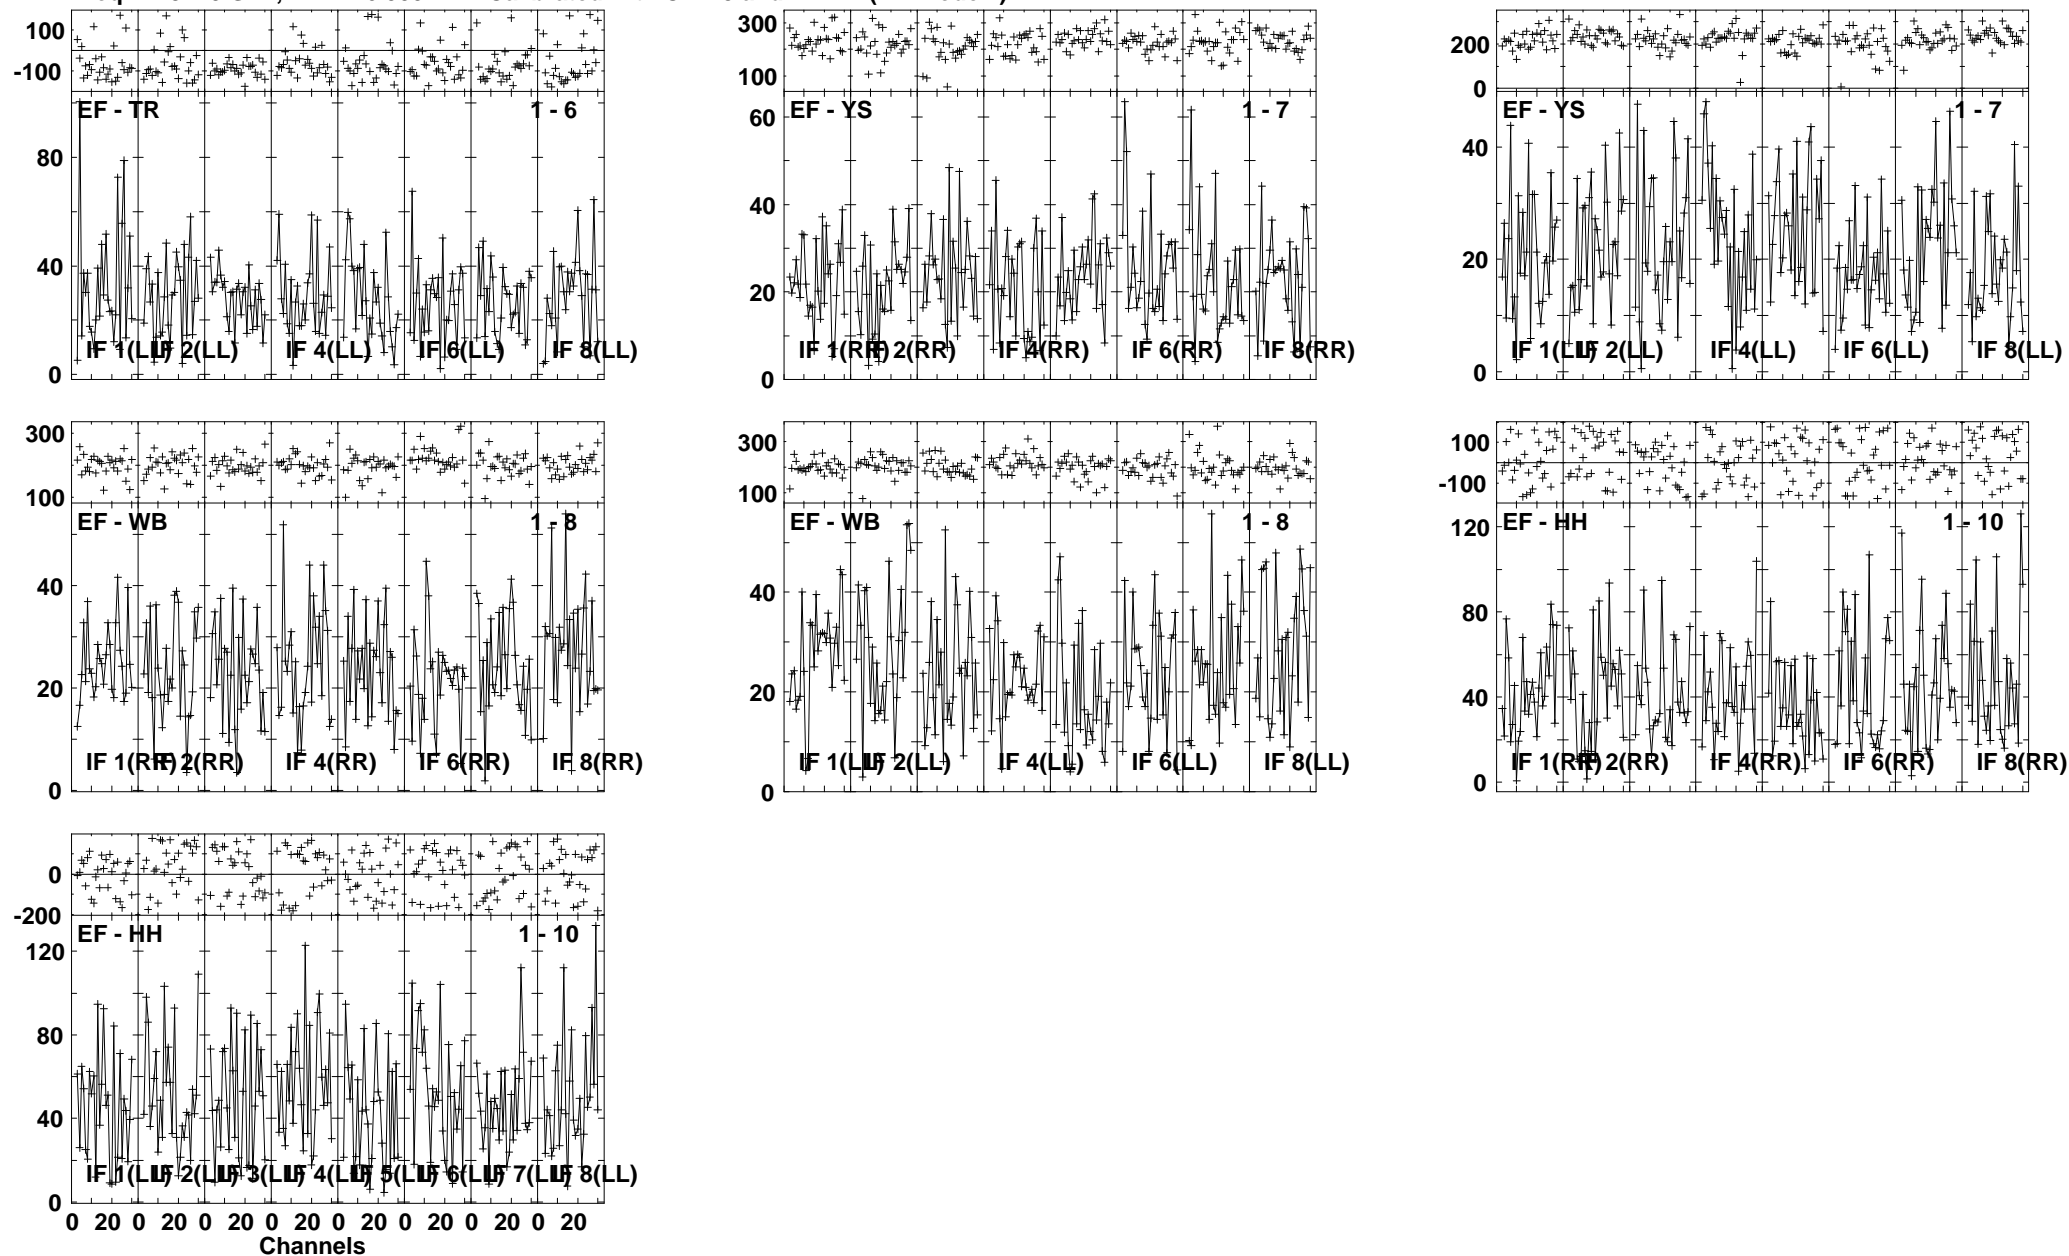 100
-100
EF - TR 1 - 6
80
40
0
IF 1(LL) IF 2(LL) IF 4(LL) IF 6(LL) IF 8(LL)
300
100
EF - YS 1 - 7
60
40
20
0
IF 1(RR) IF 2(RR) IF 4(RR) IF 6(RR) IF 8(RR)
200
0
EF - YS 1 - 7
40
20
0
IF 1(LL) IF 2(LL) IF 4(LL) IF 6(LL) IF 8(LL)
300
100
EF - WB 1 - 8
40
20
0
IF 1(RR) IF 2(RR) IF 4(RR) IF 6(RR) IF 8(RR)
300
100
EF - WB 1 - 8
40
20
0
IF 1(LL) IF 2(LL) IF 4(LL) IF 6(LL) IF 8(LL)
100
-100
EF - HH 1 - 10
120
80
40
0
IF 1(RR) IF 2(RR) IF 4(RR) IF 6(RR) IF 8(RR)
0
-200
EF - HH 1 - 10
120
80
40
0
IF 1(LL) IF 2(LL) IF 3(LL) IF 4(LL) IF 5(LL) IF 6(LL) IF 7(LL) IF 8(LL)
0 20 0 20 0 20 0 20 0 20 0 20 0 20 0 20
Channels